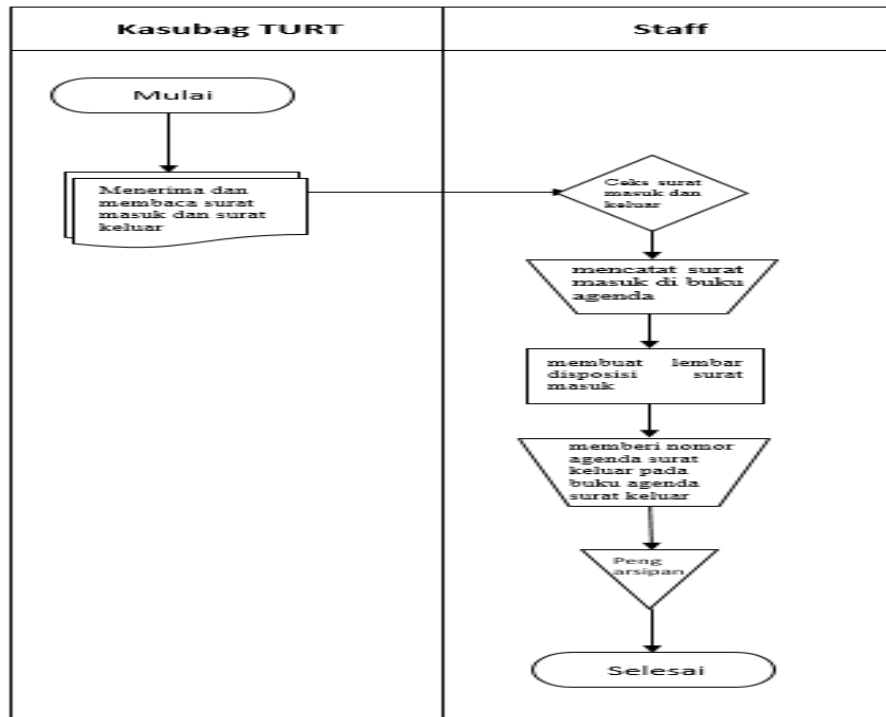 Kasubag TURT
Staff
Mulai
Menerima dan
membaca surat
masuk dan surat
keluar
Ceks surat
masuk dan
keluar
mencatat surat
masuk di buku
agenda
membuat lembar
disposisi surat
masuk
memberi nomor
agenda surat
keluar pada
buku agenda
surat keluar
Peng
arsipan
Selesai